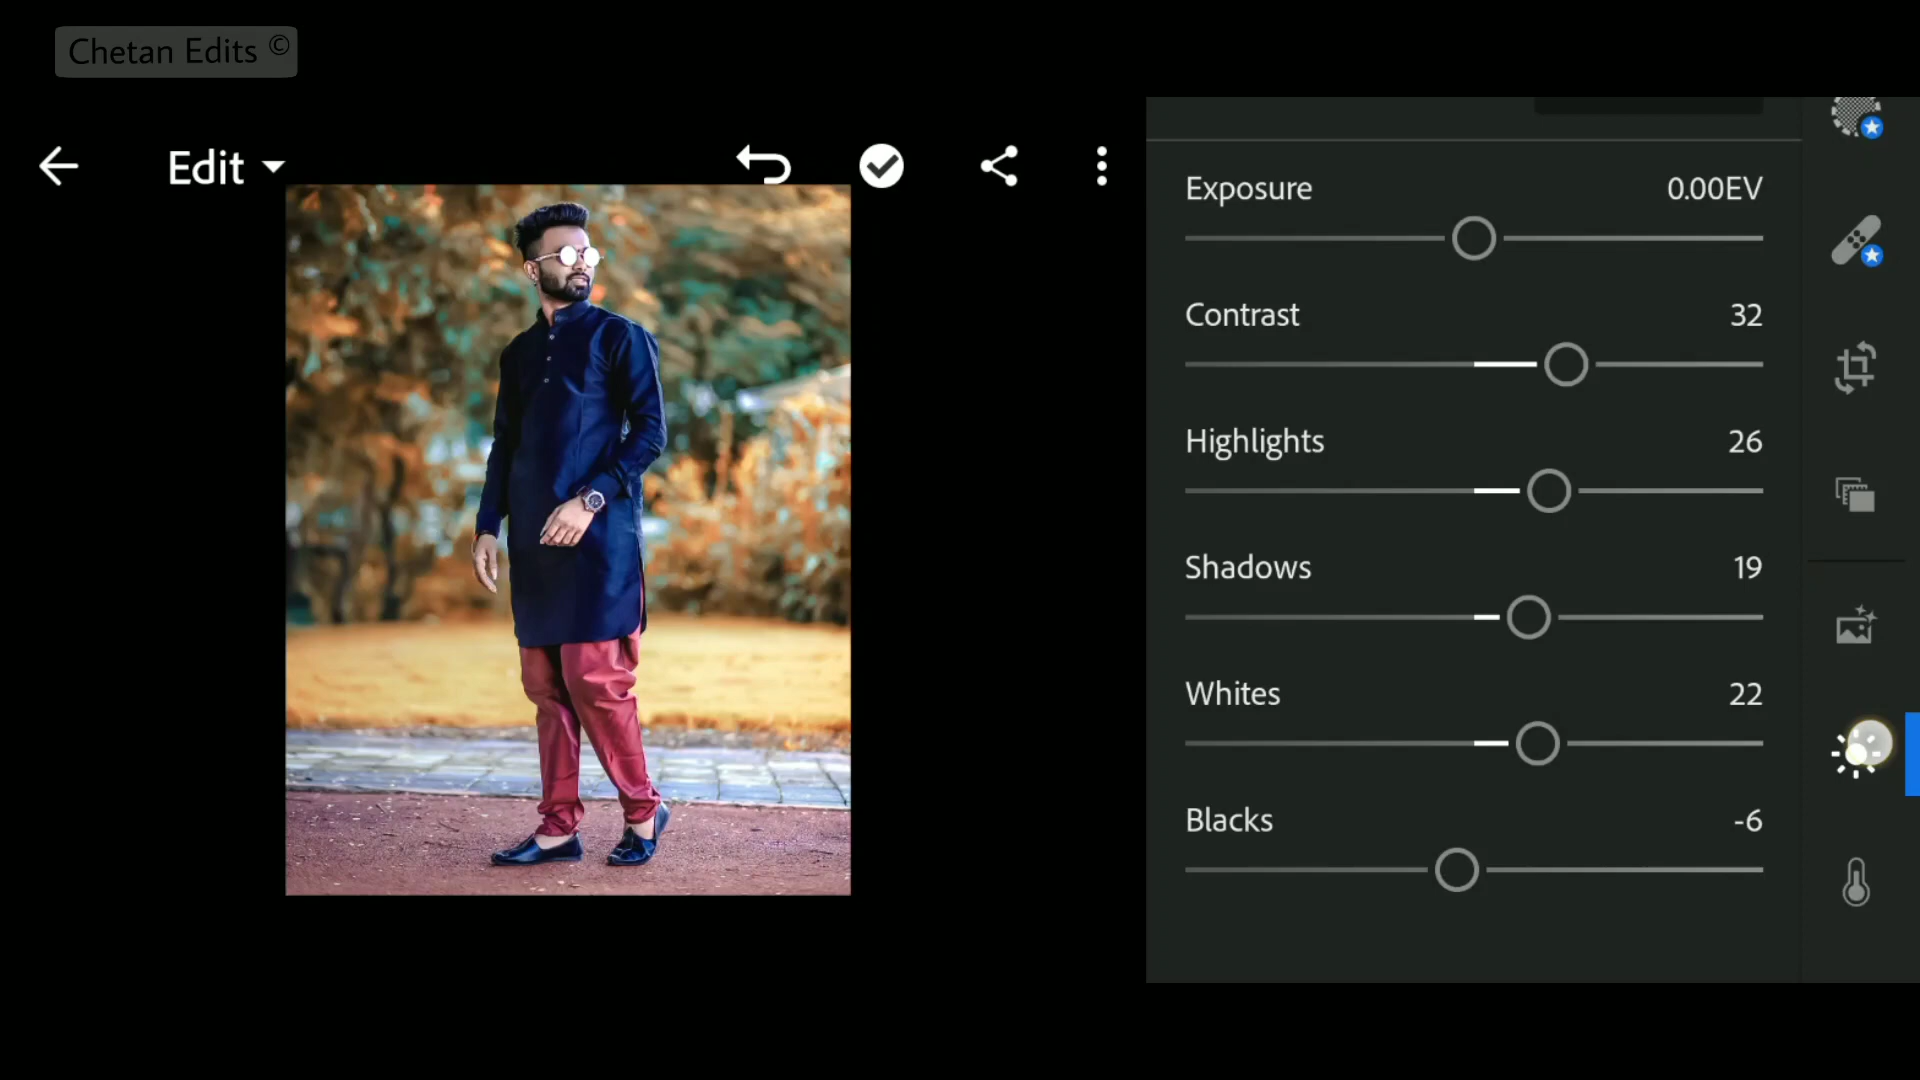 Chetan Edits ©
Edit
Exposure 0.00EV
Contrast 32
Highlights 26
Shadows 19
Whites 22
Blacks -6